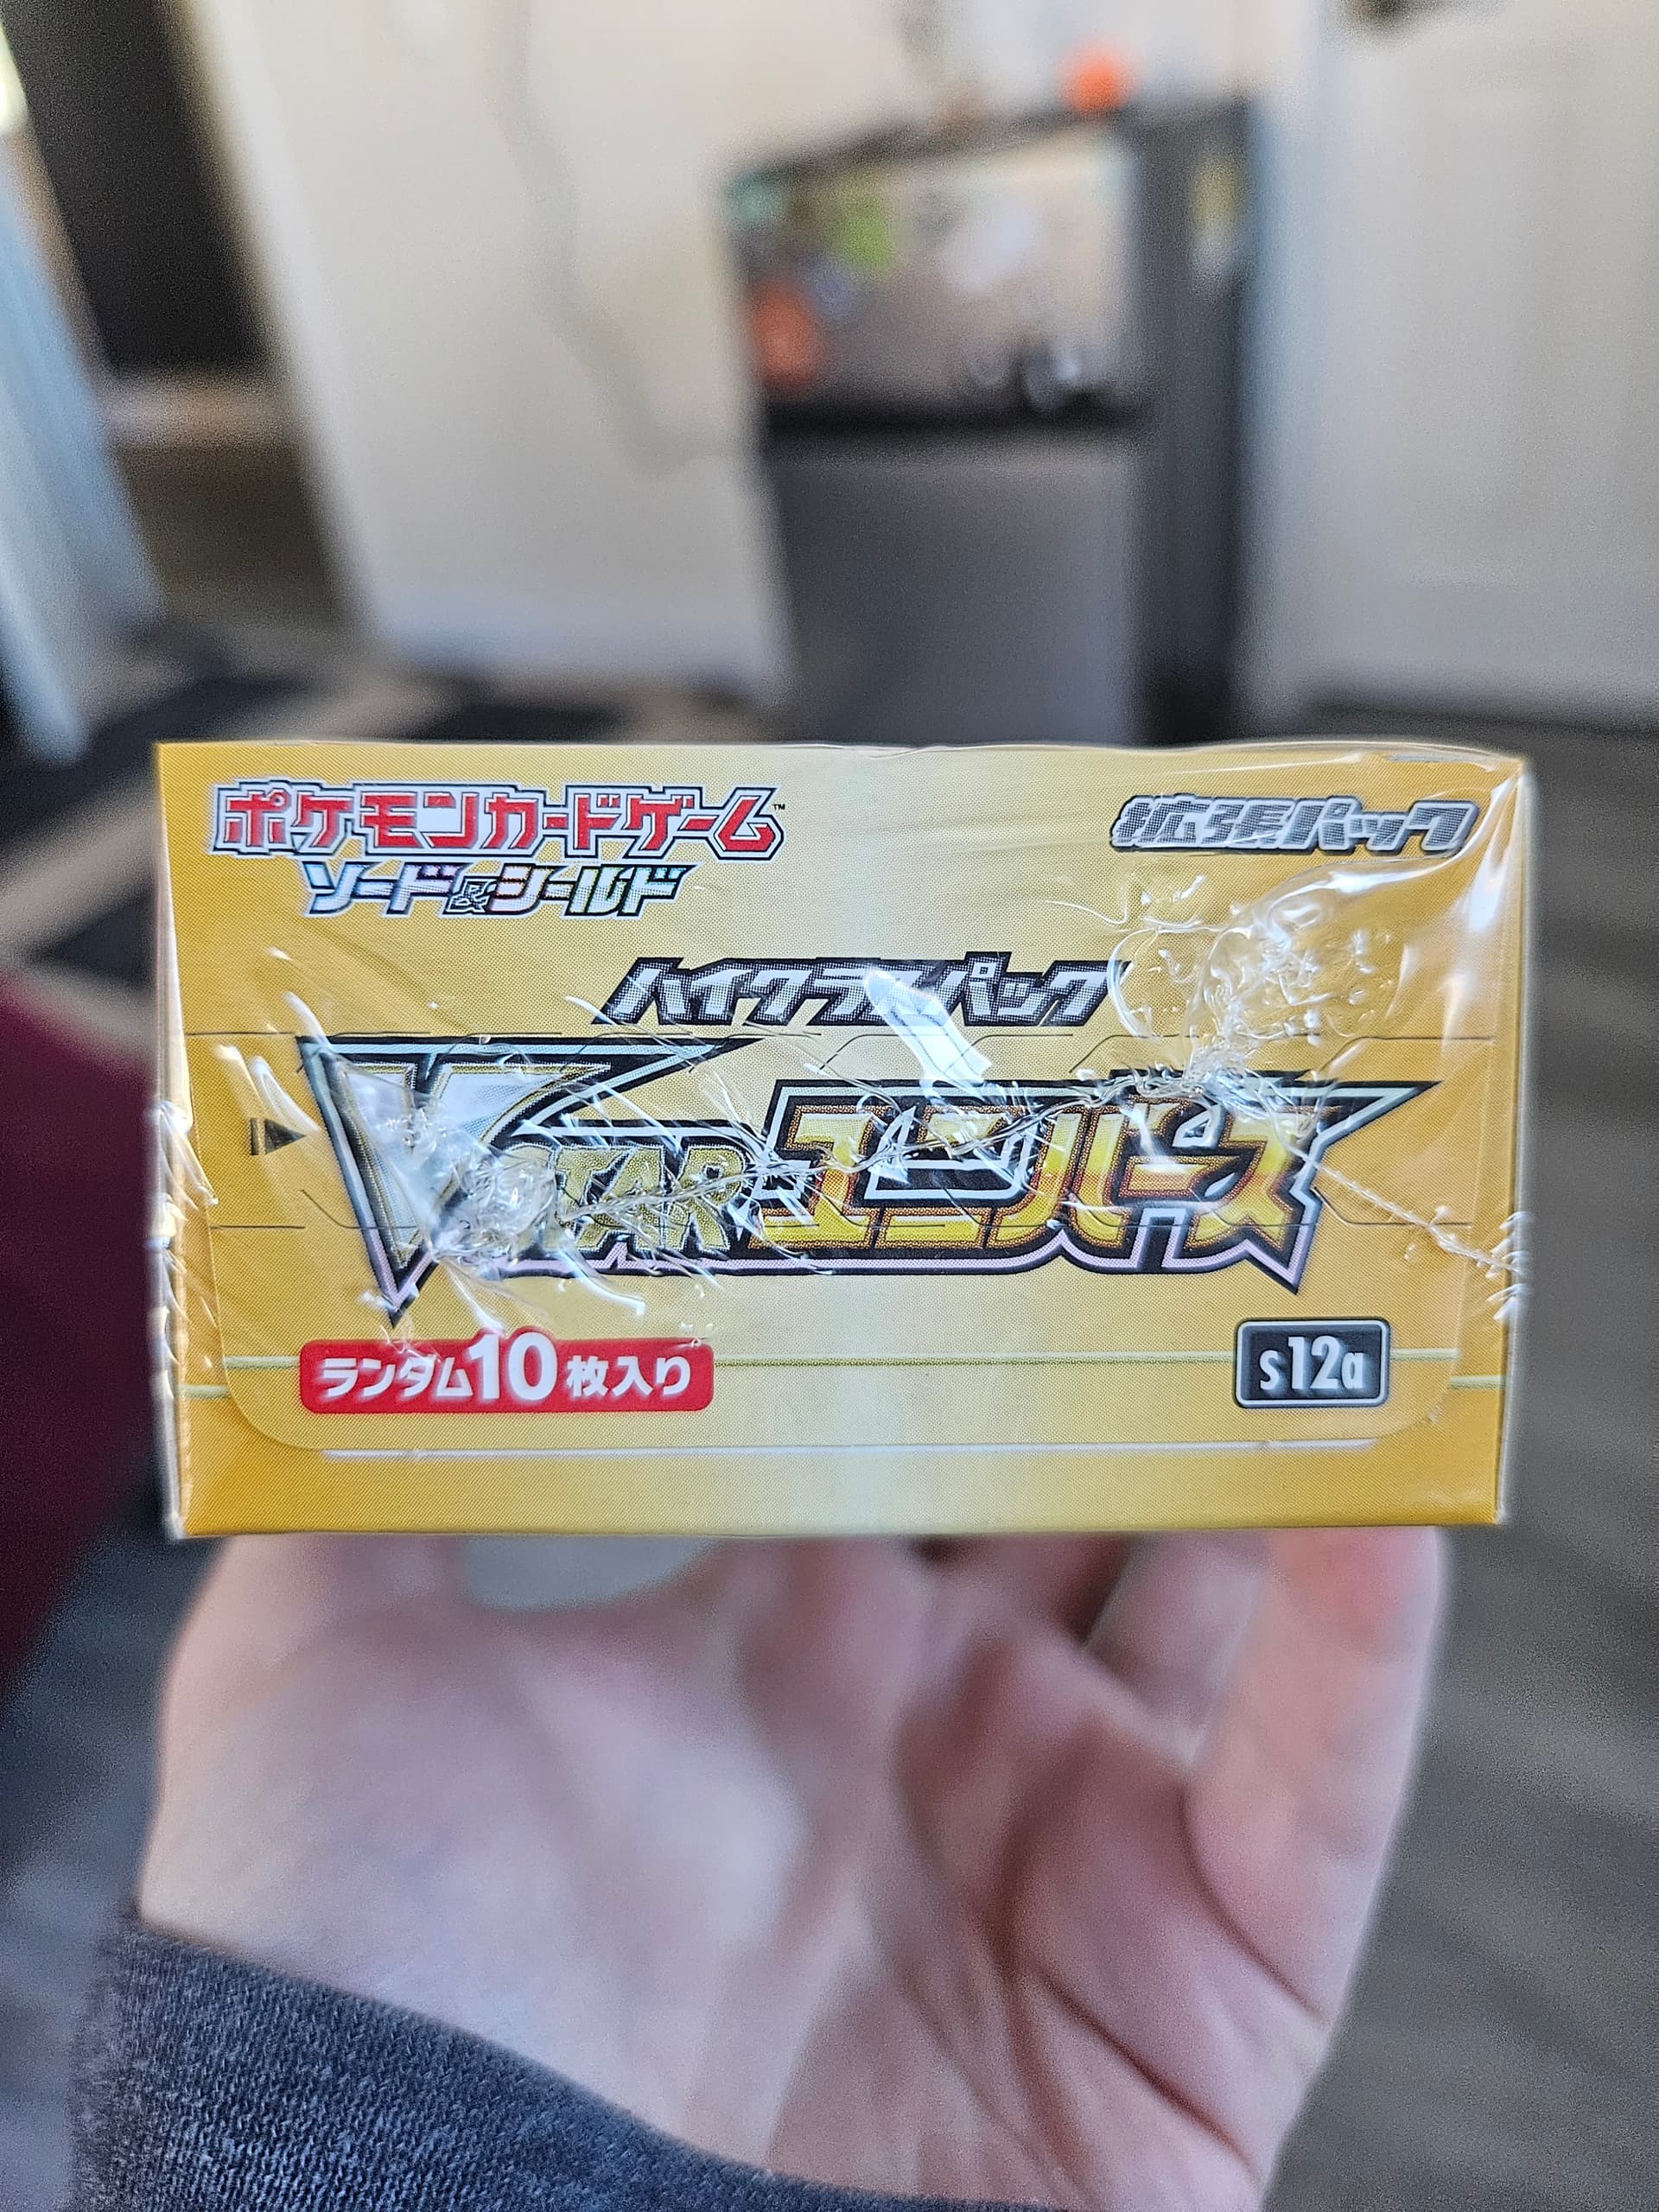 ポケモンカードゲーム™
ソード&シールド
拡張パック
ハイクラスパック
VSTARユニバース
ランダム10枚入り
s12a